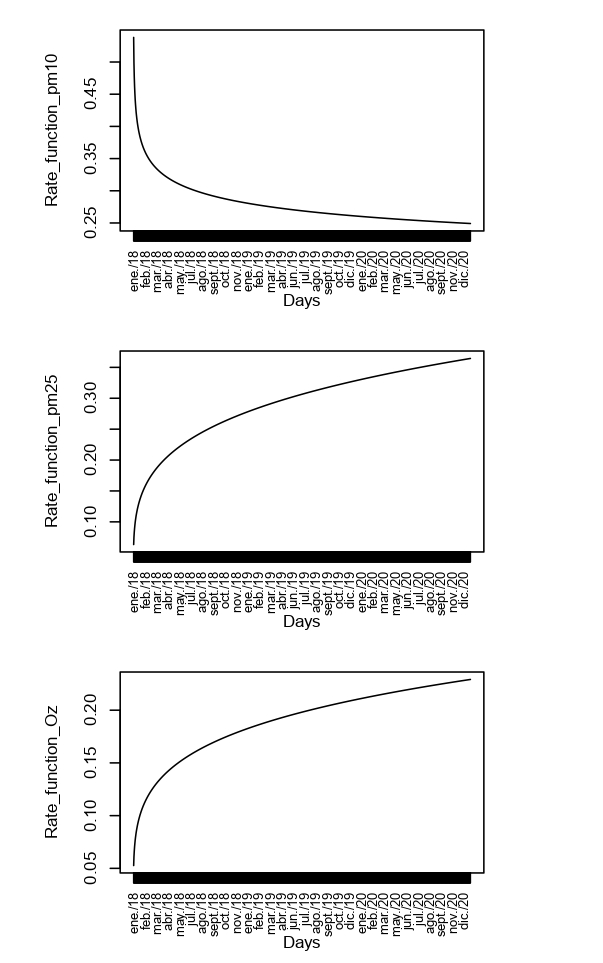 Rate_function_pm10
0.45
0.35
0.25
ene./18 feb./18 mar./18 abr./18 may./18 jul./18 ago./18 sept./18 oct./18 nov./18 ene./19 feb./19 mar./19 abr./19 jun./19 jul./19 ago./19 sept./19 oct./19 dic./19 ene./20 feb./20 mar./20 may./20 jun./20 jul./20 ago./20 sept./20 nov./20 dic./20
Days
Rate_function_pm25
0.30
0.20
0.10
ene./18 feb./18 mar./18 abr./18 may./18 jul./18 ago./18 sept./18 oct./18 nov./18 ene./19 feb./19 mar./19 abr./19 jun./19 jul./19 ago./19 sept./19 oct./19 dic./19 ene./20 feb./20 mar./20 may./20 jun./20 jul./20 ago./20 sept./20 nov./20 dic./20
Days
Rate_function_Oz
0.20
0.15
0.10
0.05
ene./18 feb./18 mar./18 abr./18 may./18 jul./18 ago./18 sept./18 oct./18 nov./18 ene./19 feb./19 mar./19 abr./19 jun./19 jul./19 ago./19 sept./19 oct./19 dic./19 ene./20 feb./20 mar./20 may./20 jun./20 jul./20 ago./20 sept./20 nov./20 dic./20
Days